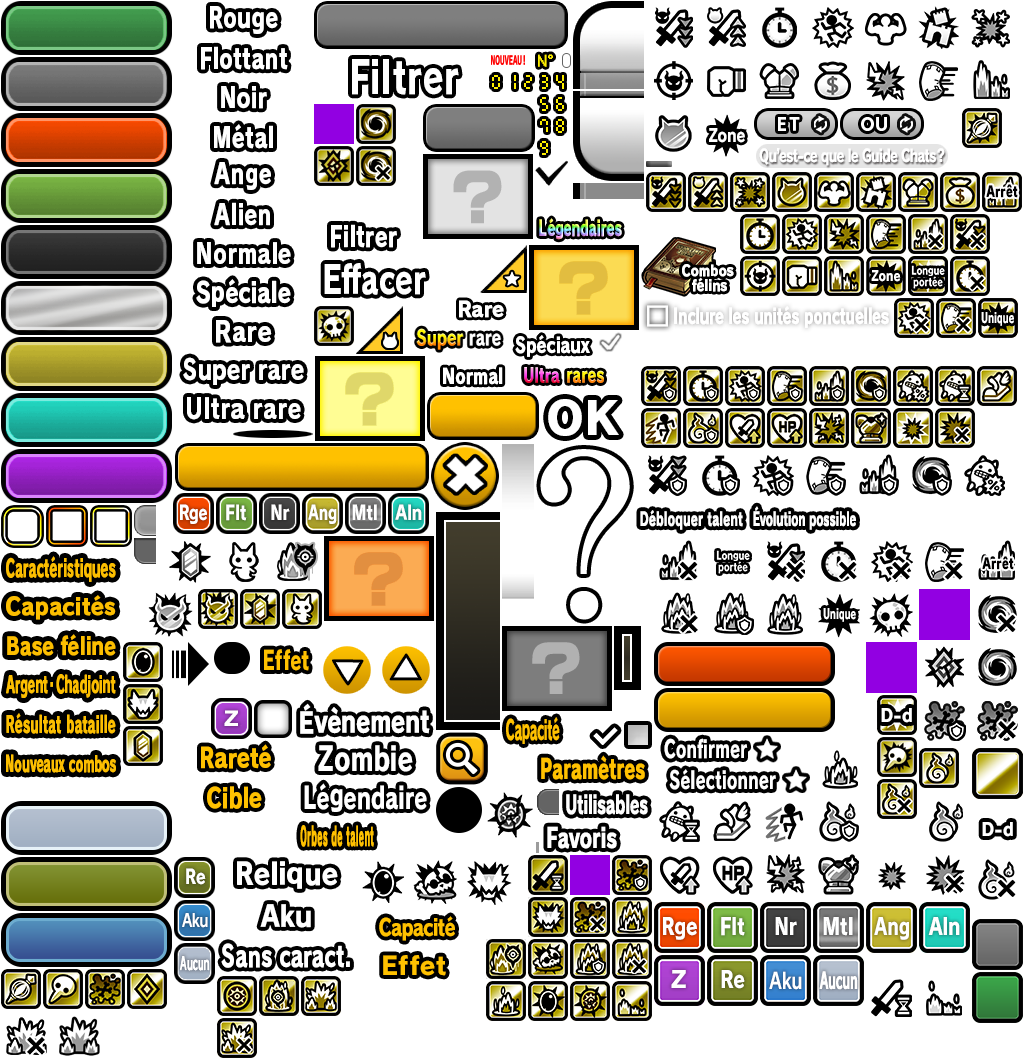 Rouge
Flottant
Noir
Métal
Ange
Alien
Normale
Spéciale
Rare
Super rare
Ultra rare
Filtrer
NOUVEAU!
N°
0 1 2 3 4
5 6
7 8
9
Légendaires
Filtrer
Effacer
Rare
Super rare
Spéciaux
Normal
Ultra rares
OK
?
?
?
?
?
?
Zone
ET
OU
Qu'est-ce que le Guide Chats?
Arrêt
Combos félins
Zone
Longue portée
Inclure les unités ponctuelles
Unique
HP
Débloquer talent
Évolution possible
Longue portée
Arrêt
Unique
Rge
Flt
Nr
Ang
Mtl
Aln
Caractéristiques
Capacités
Base féline
Argent·Chadjoint
Résultat bataille
Nouveaux combos
Effet
Z
Évènement
Rareté
Zombie
Cible
Légendaire
Orbes de talent
Capacité
Paramètres
Utilisables
Favoris
Confirmer
Sélectionner
D-d
D-d
HP
Re
Aku
Aucun
Relique
Aku
Sans caract.
Capacité
Effet
Rge
Flt
Nr
Mtl
Ang
Aln
Z
Re
Aku
Aucun